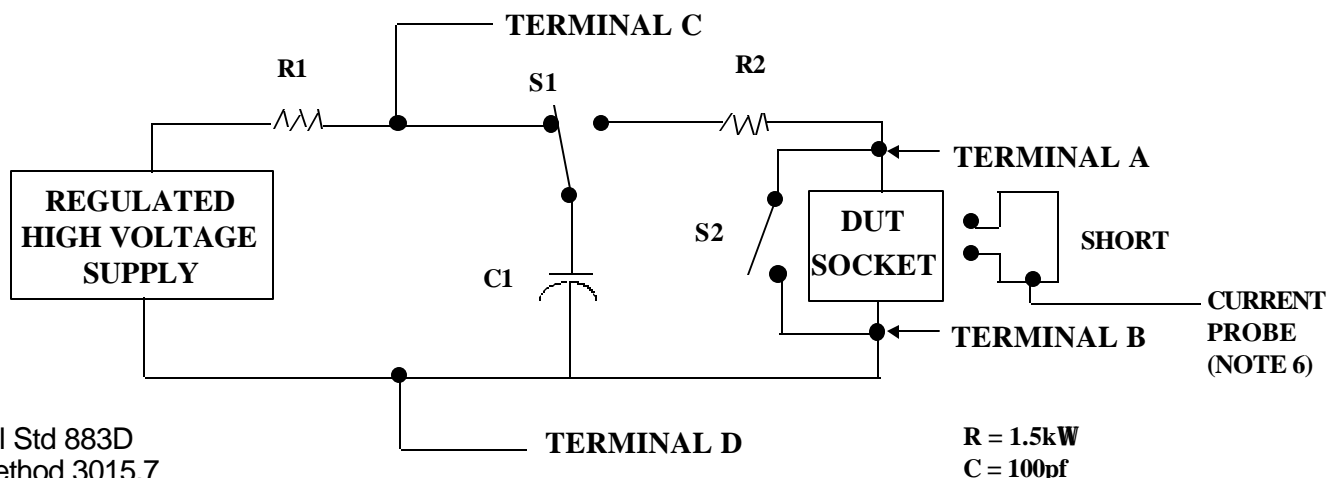 TERMINAL C
R1
S1
R2
TERMINAL A
REGULATED
HIGH VOLTAGE
SUPPLY
C1
S2
DUT
SOCKET
SHORT
TERMINAL B
CURRENT
PROBE
(NOTE 6)
TERMINAL D
l Std 883D
ethod 3015.7
R = 1.5kW
C = 100pf